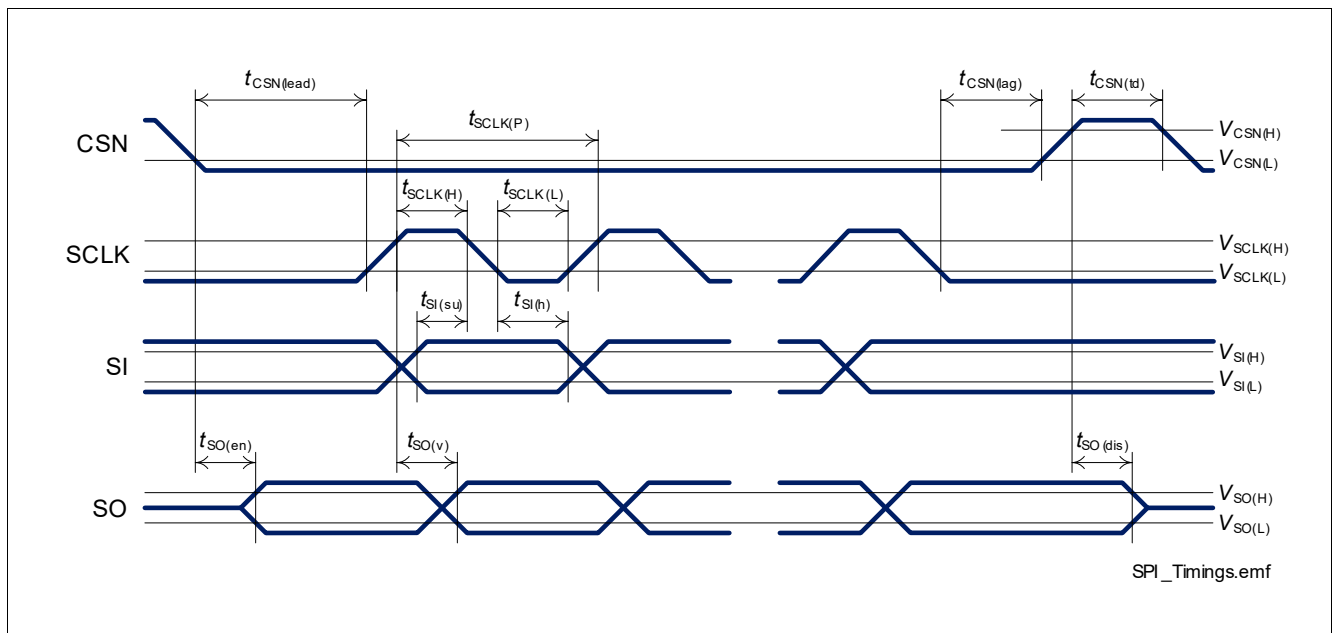 tCSN(lead)
tCSN(lag)
tCSN(td)
tSCLK(P)
CSN
VCSN(H)
VCSN(L)
tSCLK(H)
tSCLK(L)
SCLK
VSCLK(H)
VSCLK(L)
tSI(su)
tSI(h)
SI
VSI(H)
VSI(L)
tSO(en)
tSO(v)
tSO(dis)
SO
VSO(H)
VSO(L)
SPI_Timings.emf